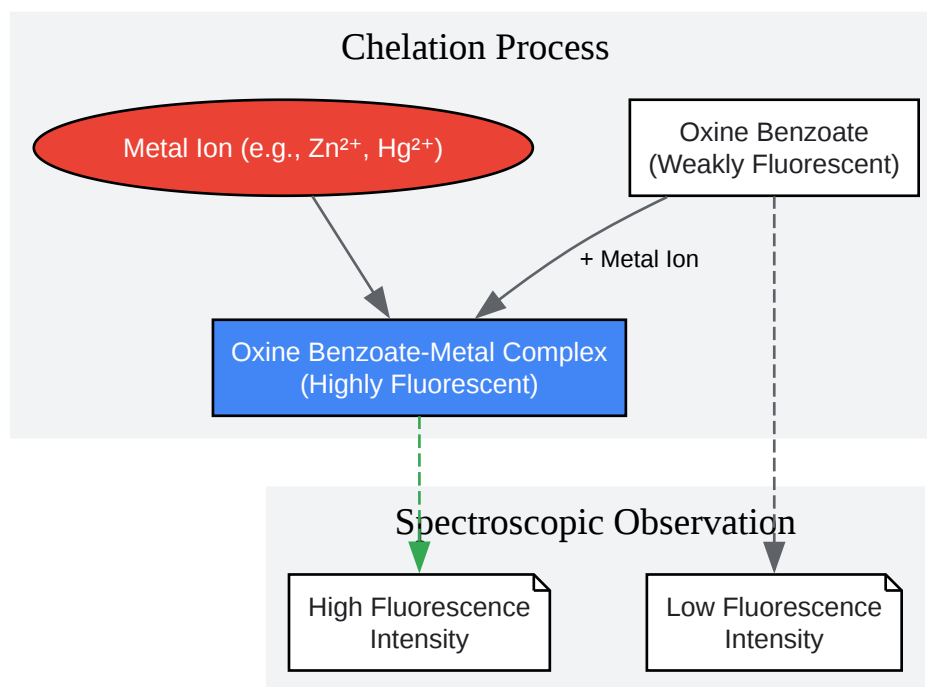 Chelation Process
Metal Ion (e.g., Zn²⁺, Hg²⁺)
Oxine Benzoate
(Weakly Fluorescent)
+ Metal Ion
Oxine Benzoate-Metal Complex
(Highly Fluorescent)
Spectroscopic Observation
High Fluorescence
Intensity
Low Fluorescence
Intensity